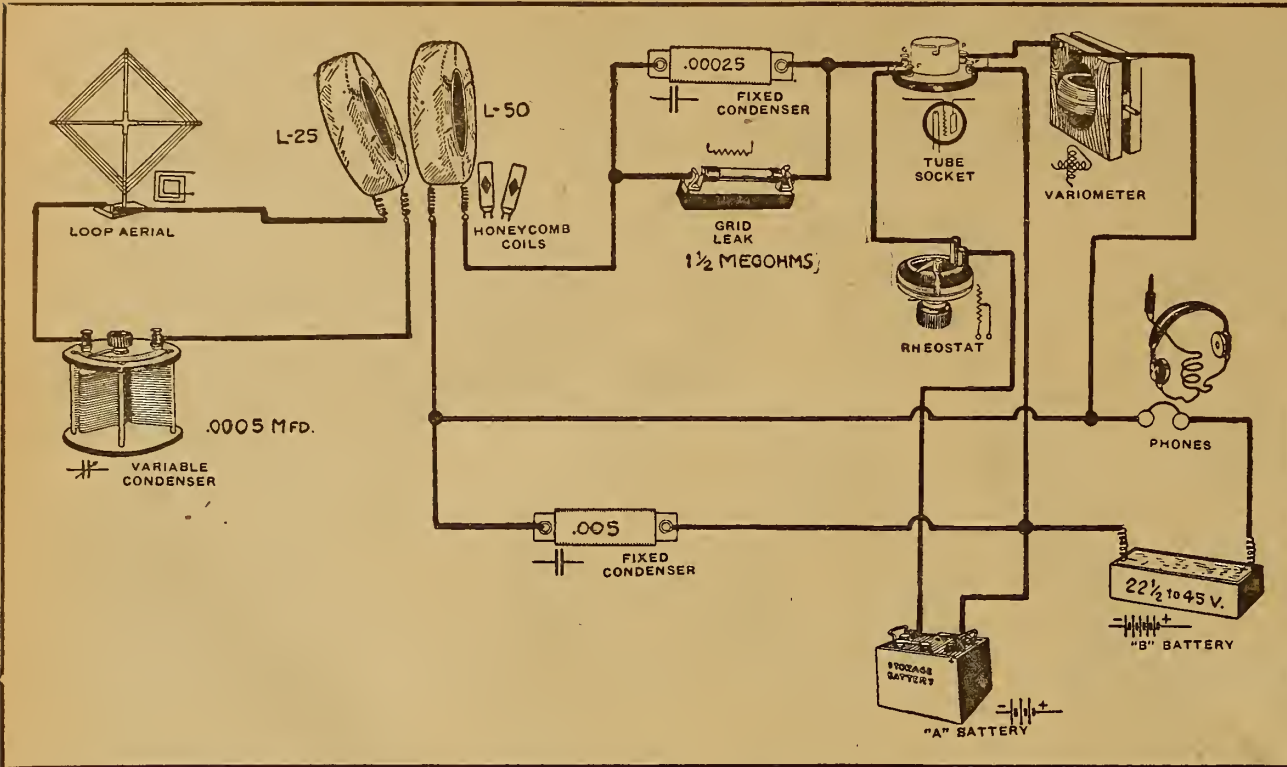 L-25
L-50
.00025
FIXED
CONDENSER
F
TUBE
SOCKET
VARIOMETER
LOOP AERIAL
HONEYCOMB
COILS
GRID
LEAK
1½ MEGOHMS
RHEOSTAT
.0005 MFD.
VARIABLE
CONDENSER
PHONES
.005
FIXED
CONDENSER
22½ to 45 V.
- +
"B" BATTERY
STORAGE
BATTERY
- +
"A" BATTERY